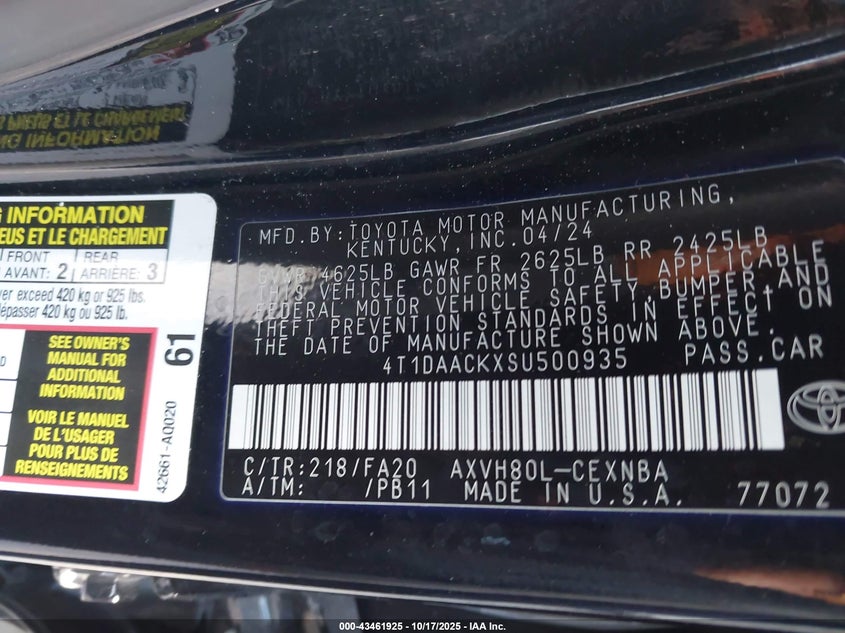 G INFORMATION
EUS ET LE CHARGEMENT
FRONT REAR
AVANT: 2 ARRIÈRE: 3
ver exceed 420 kg or 925 lbs.
dépasser 420 kg ou 925 lb.
SEE OWNER'S
MANUAL FOR
ADDITIONAL
INFORMATION
VOIR LE MANUEL
DE L'USAGER
POUR PLUS DE
RENSEIGNEMENTS
61
42661-AQ020
MFD. BY: TOYOTA MOTOR MANUFACTURING,
KENTUCKY, INC. 04/24
GVWR 4625LB GAWR FR 2625LB RR 2425LB
THIS VEHICLE CONFORMS TO ALL APPLICABLE
FEDERAL MOTOR VEHICLE SAFETY, BUMPER, AND
THEFT PREVENTION STANDARDS IN EFFECT ON
THE DATE OF MANUFACTURE SHOWN ABOVE.
4T1DAACKXSU500935 PASS. CAR
C/TR: 218/FA20 AXVH80L-CEXNBA
A/TM: /PB11 MADE IN U.S.A. 77072
000-43461925 - 10/17/2025 - IAA Inc.